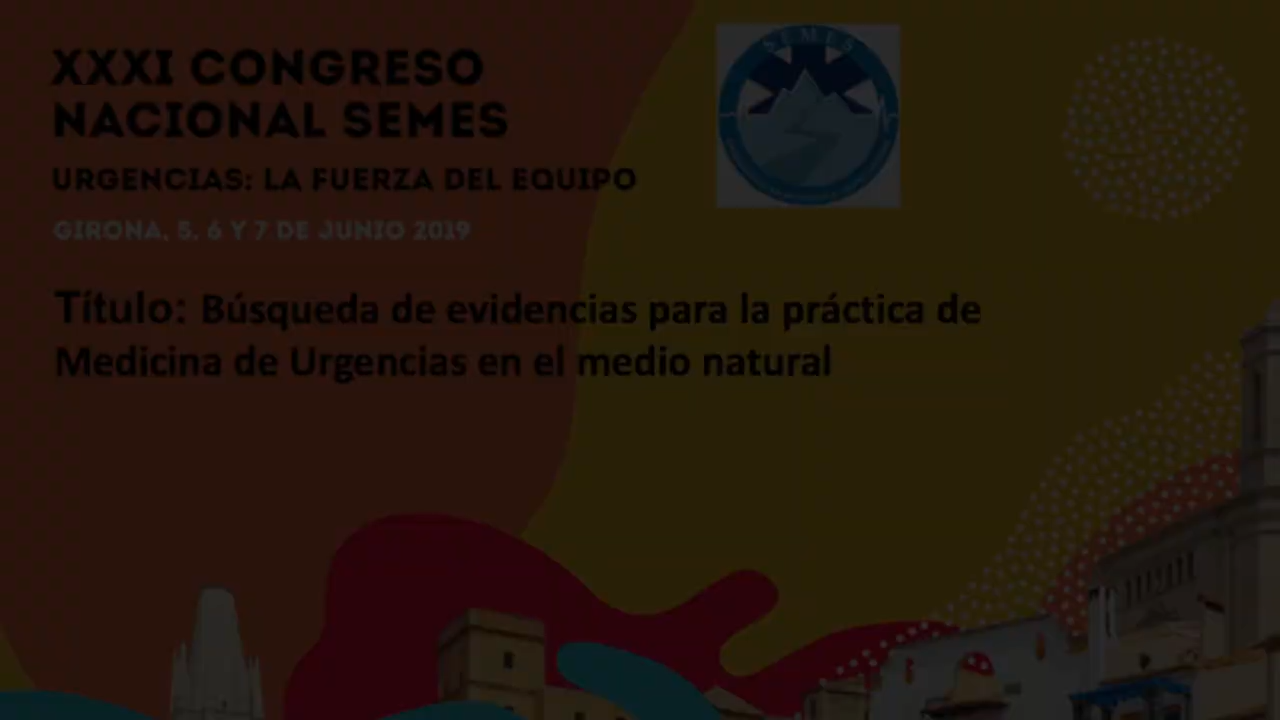 XXXI CONGRESO
NACIONAL SEMES
URGENCIAS: LA FUERZA DEL EQUIPO
GIRONA, 5, 6 Y 7 DE JUNIO 2019
SEMES
Título: Búsqueda de evidencias para la práctica de
Medicina de Urgencias en el medio natural